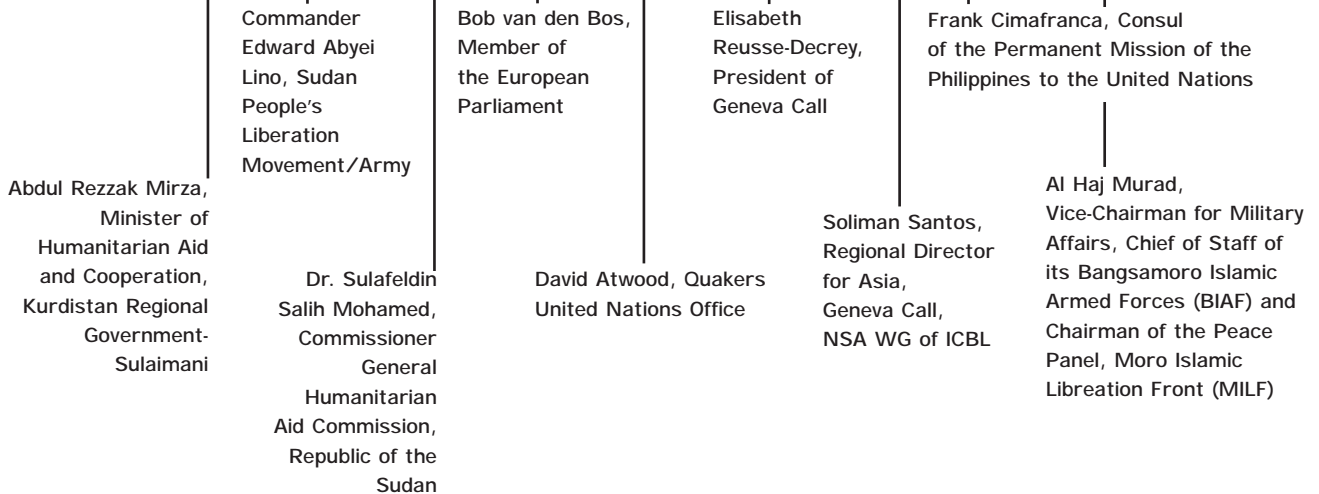 Commander
Edward Abyei
Lino, Sudan
People's
Liberation
Movement/Army
Bob van den Bos,
Member of
the European
Parliament
Elisabeth
Reusse-Decrey,
President of
Geneva Call
Frank Cimafranca, Consul
of the Permanent Mission of the
Philippines to the United Nations
Abdul Rezzak Mirza,
Minister of
Humanitarian Aid
and Cooperation,
Kurdistan Regional
Government-
Sulaimani
Dr. Sulafeldin
Salih Mohamed,
Commissioner
General
Humanitarian
Aid Commission,
Republic of the
Sudan
David Atwood, Quakers
United Nations Office
Soliman Santos,
Regional Director
for Asia,
Geneva Call,
NSA WG of ICBL
Al Haj Murad,
Vice-Chairman for Military
Affairs, Chief of Staff of
its Bangsamoro Islamic
Armed Forces (BIAF) and
Chairman of the Peace
Panel, Moro Islamic
Libreation Front (MILF)